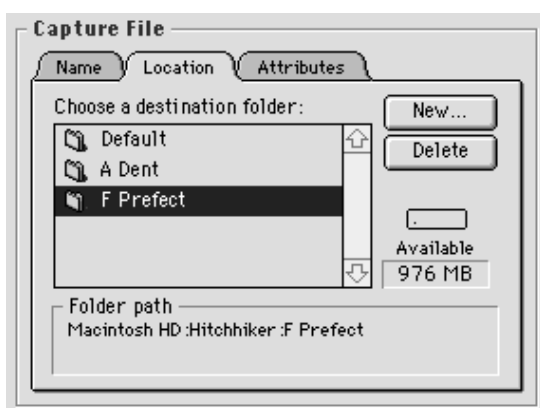 Capture File
Name Location Attributes
Choose a destination folder:
New...
Default
Delete
A Dent
F Prefect
Available
976 MB
Folder path
Macintosh HD :Hitchhiker :F Prefect